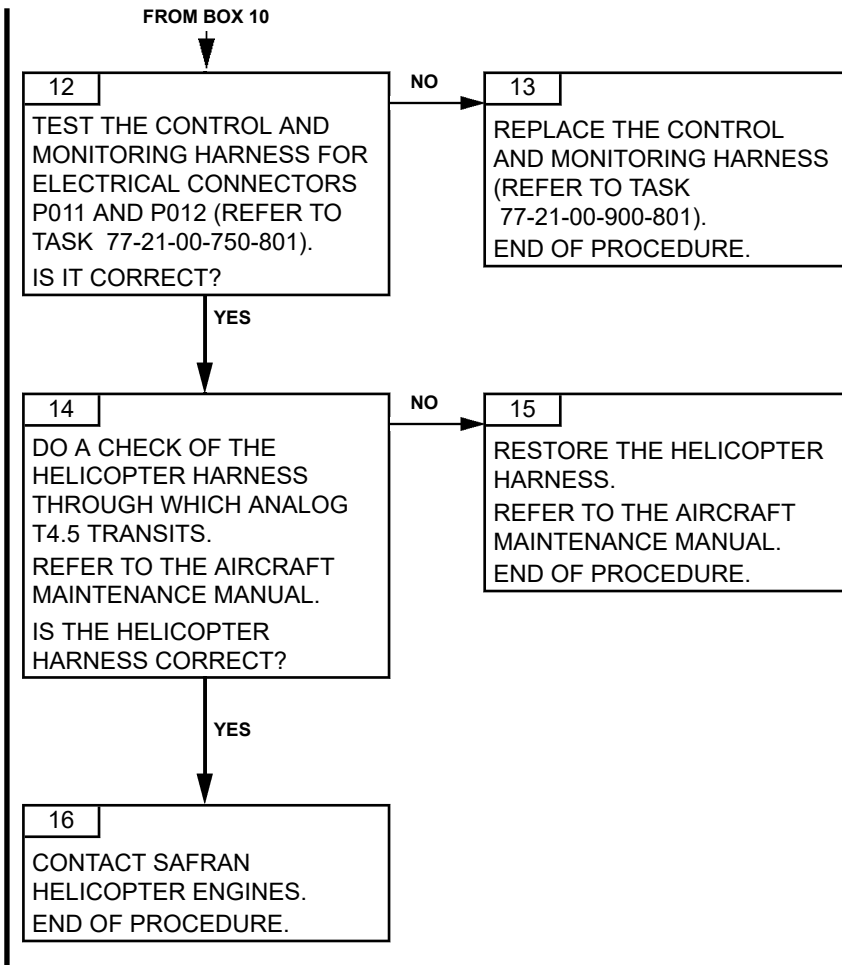 FROM BOX 10
12
TEST THE CONTROL AND
MONITORING HARNESS FOR
ELECTRICAL CONNECTORS
P011 AND P012 (REFER TO
TASK 77-21-00-750-801).
IS IT CORRECT?
NO
13
REPLACE THE CONTROL
AND MONITORING HARNESS
(REFER TO TASK
77-21-00-900-801).
END OF PROCEDURE.
YES
14
DO A CHECK OF THE
HELICOPTER HARNESS
THROUGH WHICH ANALOG
T4.5 TRANSITS.
REFER TO THE AIRCRAFT
MAINTENANCE MANUAL.
IS THE HELICOPTER
HARNESS CORRECT?
NO
15
RESTORE THE HELICOPTER
HARNESS.
REFER TO THE AIRCRAFT
MAINTENANCE MANUAL.
END OF PROCEDURE.
YES
16
CONTACT SAFRAN
HELICOPTER ENGINES.
END OF PROCEDURE.